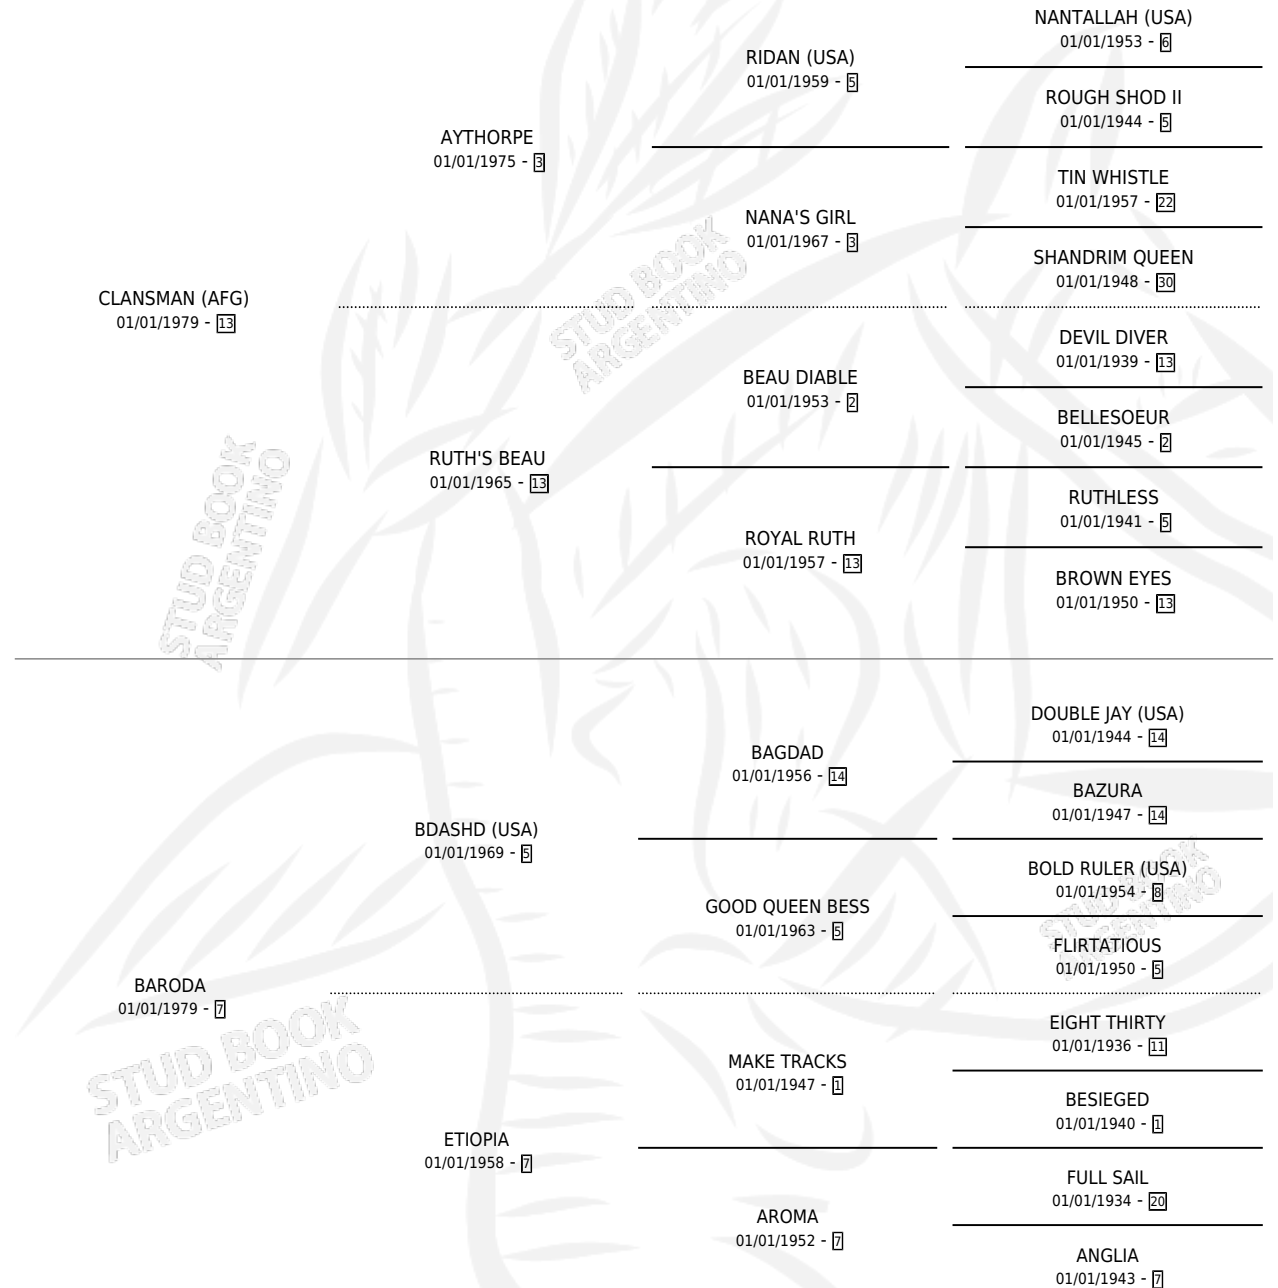 NANTALLAH (USA)
01/01/1953 - 6
RIDAN (USA)
01/01/1959 - 5
ROUGH SHOD II
01/01/1944 - 5
AYTHORPE
01/01/1975 - 3
TIN WHISTLE
01/01/1957 - 22
NANA'S GIRL
01/01/1967 - 3
SHANDRIM QUEEN
01/01/1948 - 30
CLANSMAN (AFG)
01/01/1979 - 13
STUD BOOK
ARGENTINO
DEVIL DIVER
01/01/1939 - 13
BEAU DIABLE
01/01/1953 - 2
BELLESOEUR
01/01/1945 - 2
RUTH'S BEAU
01/01/1965 - 13
RUTHLESS
01/01/1941 - 5
ROYAL RUTH
01/01/1957 - 13
BROWN EYES
01/01/1950 - 13
STUD BOOK
ARGENTINO
DOUBLE JAY (USA)
01/01/1944 - 14
BAGDAD
01/01/1956 - 14
BAZURA
01/01/1947 - 14
BDASHD (USA)
01/01/1969 - 5
BOLD RULER (USA)
01/01/1954 - 8
GOOD QUEEN BESS
01/01/1963 - 5
STUD BOOK
ARGENTINO
FLIRTATIOUS
01/01/1950 - 5
BARODA
01/01/1979 - 7
EIGHT THIRTY
01/01/1936 - 11
STUD BOOK
ARGENTINO
MAKE TRACKS
01/01/1947 - 1
BESIEGED
01/01/1940 - 1
ETIOPIA
01/01/1958 - 7
FULL SAIL
01/01/1934 - 20
AROMA
01/01/1952 - 7
ANGLIA
01/01/1943 - 7